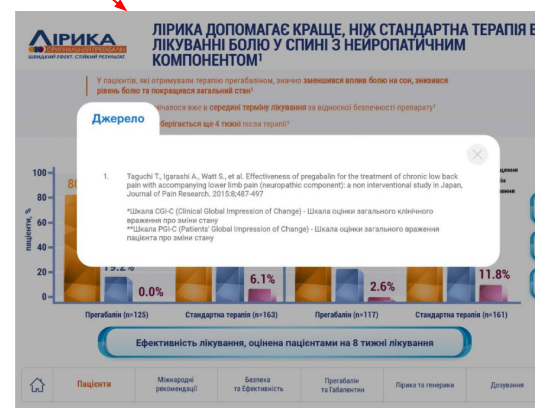 ЛІРИКА
ОРИГІНАЛЬНИЙ ПРЕГАБАЛІН
ШВИДКИЙ ЕФЕКТ. СТІЙКИЙ РЕЗУЛЬТАТ.
ЛІРИКА ДОПОМАГАЄ КРАЩЕ, НІЖ СТАНДАРТНА ТЕРАПІЯ В
ЛІКУВАННІ БОЛЮ У СПИНІ З НЕЙРОПАТИЧНИМ
КОМПОНЕНТОМ¹
У пацієнтів, які отримували терапію прегабаліном, значно зменшився вплив болю на сон, знизився
рівень болю та покращився загальний стан¹
ічалося вже в середині терміну лікування за відносної безпечності препарату¹
берігається ще 4 тижні після терапії¹
Джерело
1. Taguchi T., Igarashi A., Watt S., et al. Effectiveness of pregabalin for the treatment of chronic low back
pain with accompanying lower limb pain (neuropathic component): a non interventional study in Japan,
Journal of Pain Research. 2015:8;487-497
*Шкала CGI-C (Clinical Global Impression of Change) - Шкала оцінки загального клінічного
враження про зміни стану
**Шкала PGI-C (Patients' Global Impression of Change) - Шкала оцінки загального враження
пацієнта про зміни стану
пацієнти, %
100
80
60
40
20
0
80
19.2%
0.0%
6.1%
2.6%
11.8%
Прегабалін (n=125) Стандартна терапія (n=163) Прегабалін (n=117) Стандартна терапія (n=161)
Ефективність лікування, оцінена пацієнтами на 8 тижні лікування
Пацієнти
Міжнародні
рекомендації
Безпека
та Ефективність
Прегабалін
та Габапентин
Лірика та генерики
Дозування